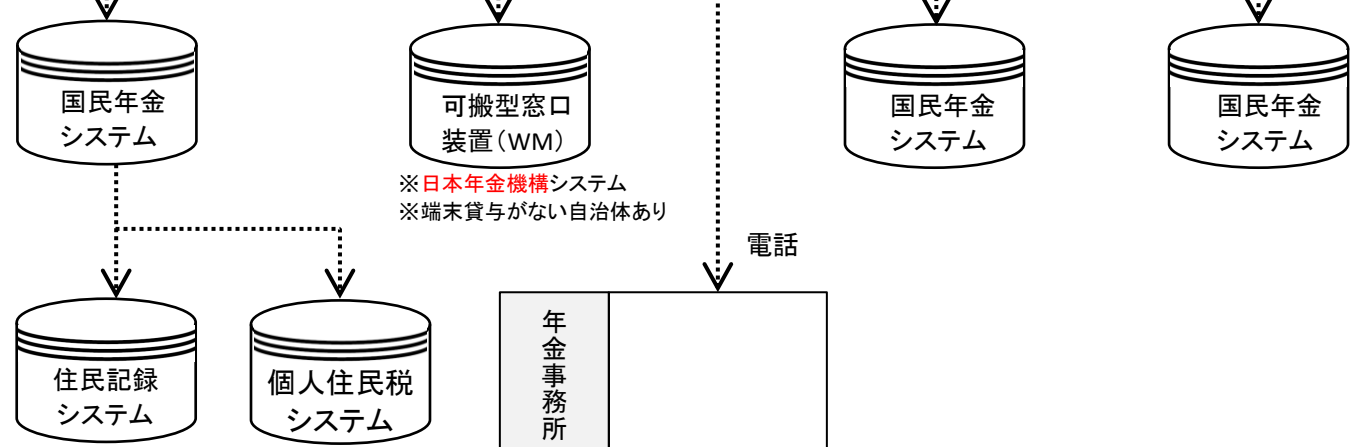 国民年金
システム
可搬型窓口
装置（WM）
国民年金
システム
国民年金
システム
※日本年金機構システム
※端末貸与がない自治体あり
電話
住民記録
システム
個人住民税
システム
年金事務所